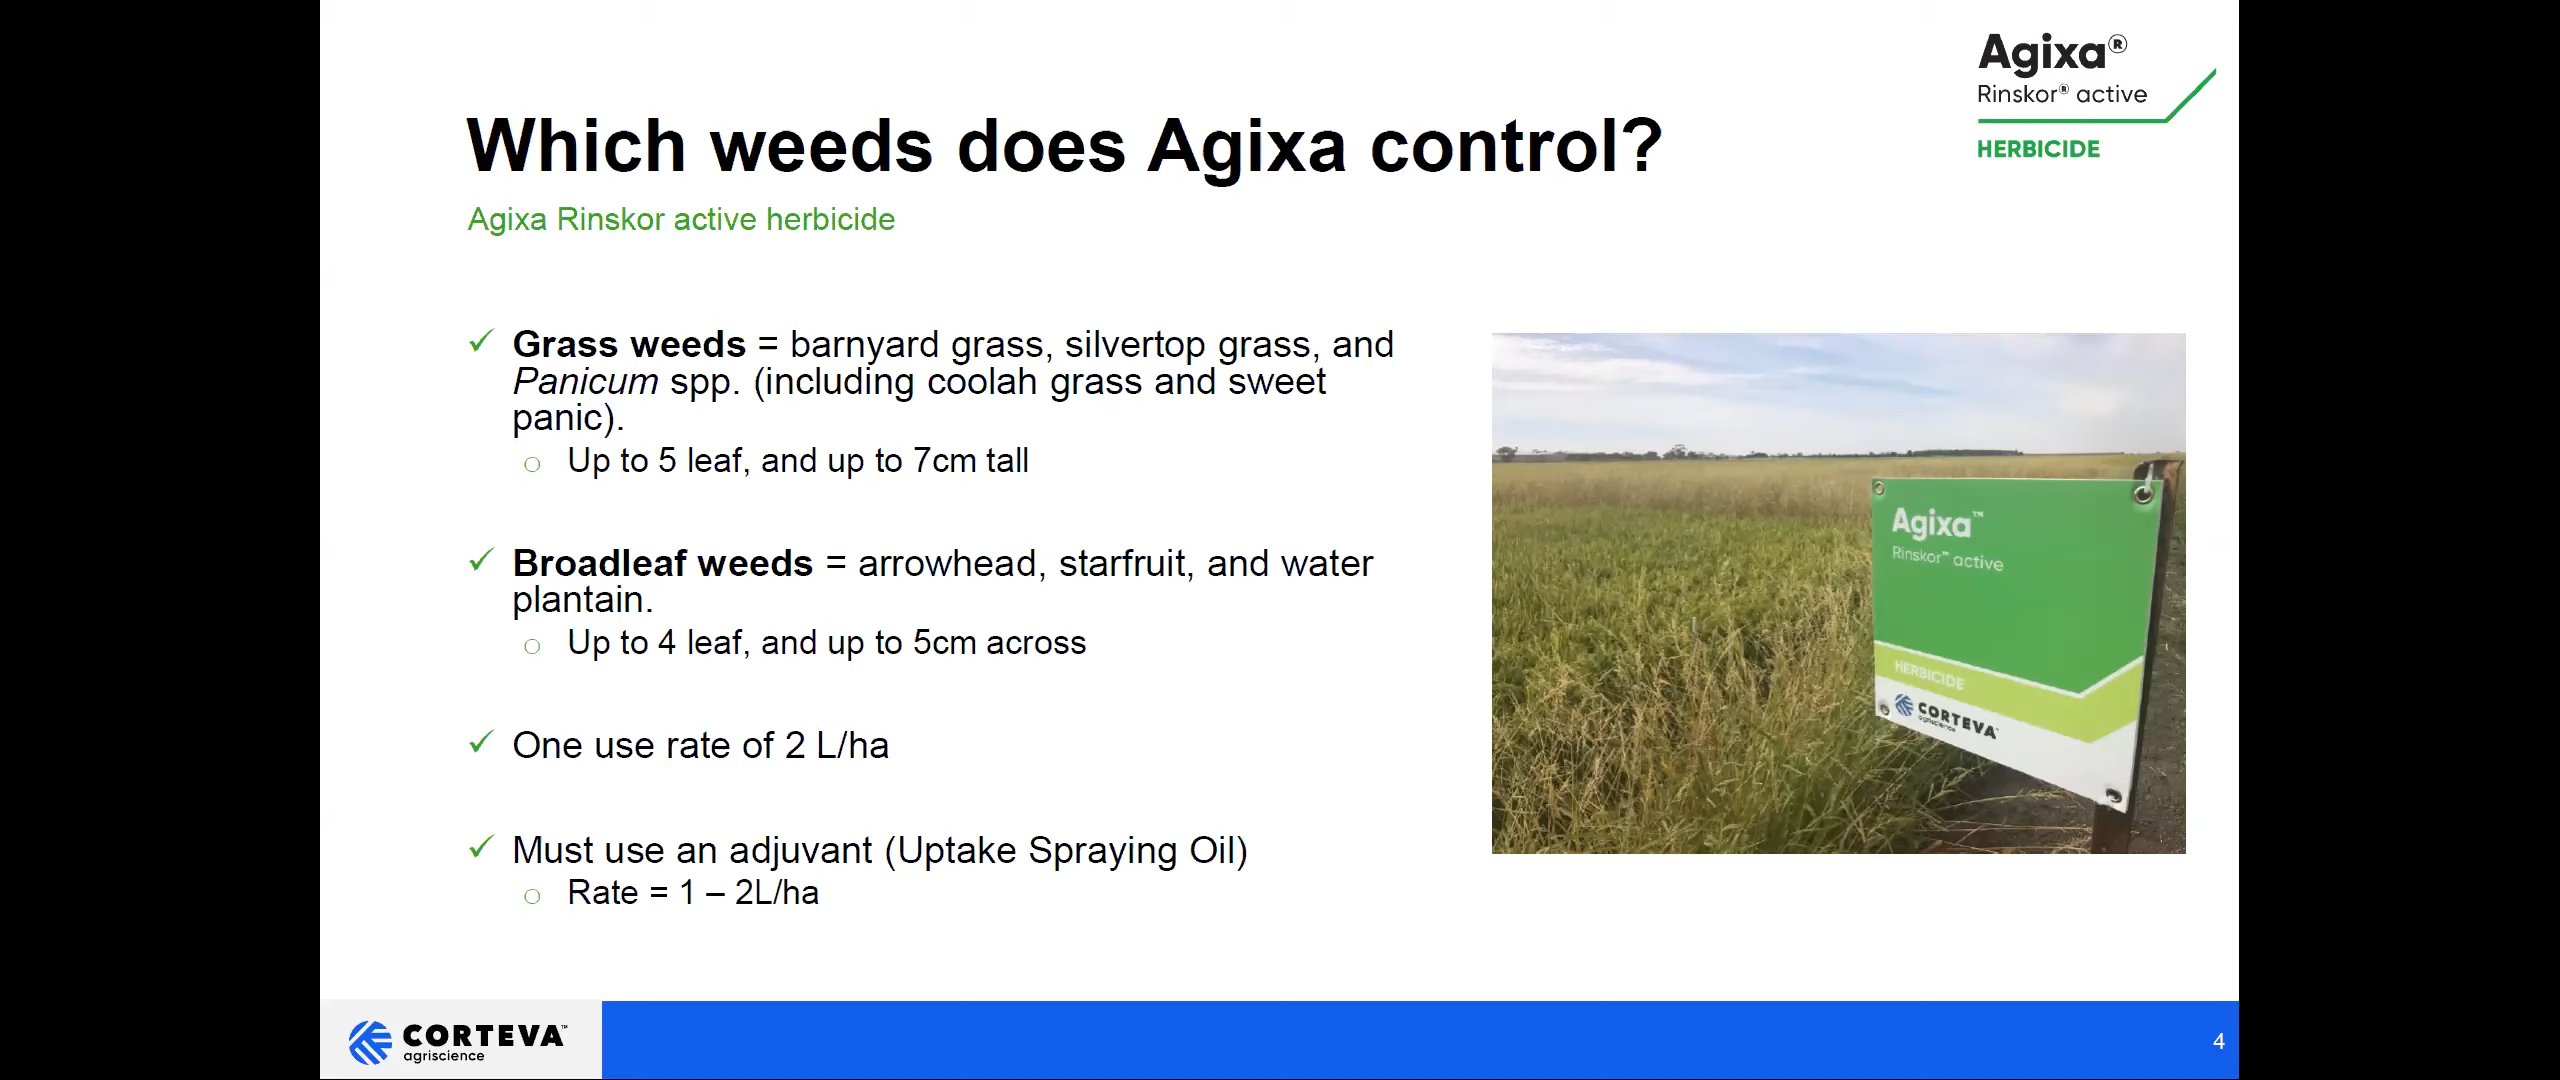 Agixa®
Rinskor® active
HERBICIDE
Which weeds does Agixa control?
Agixa Rinskor active herbicide
✓ Grass weeds = barnyard grass, silvertop grass, and
Panicum spp. (including coolah grass and sweet
panic).
○ Up to 5 leaf, and up to 7cm tall
✓ Broadleaf weeds = arrowhead, starfruit, and water
plantain.
○ Up to 4 leaf, and up to 5cm across
✓ One use rate of 2 L/ha
✓ Must use an adjuvant (Uptake Spraying Oil)
○ Rate = 1 – 2L/ha
Agixa™
Rinskor™ active
HERBICIDE
CORTEVA™
agriscience
CORTEVA™
agriscience
4